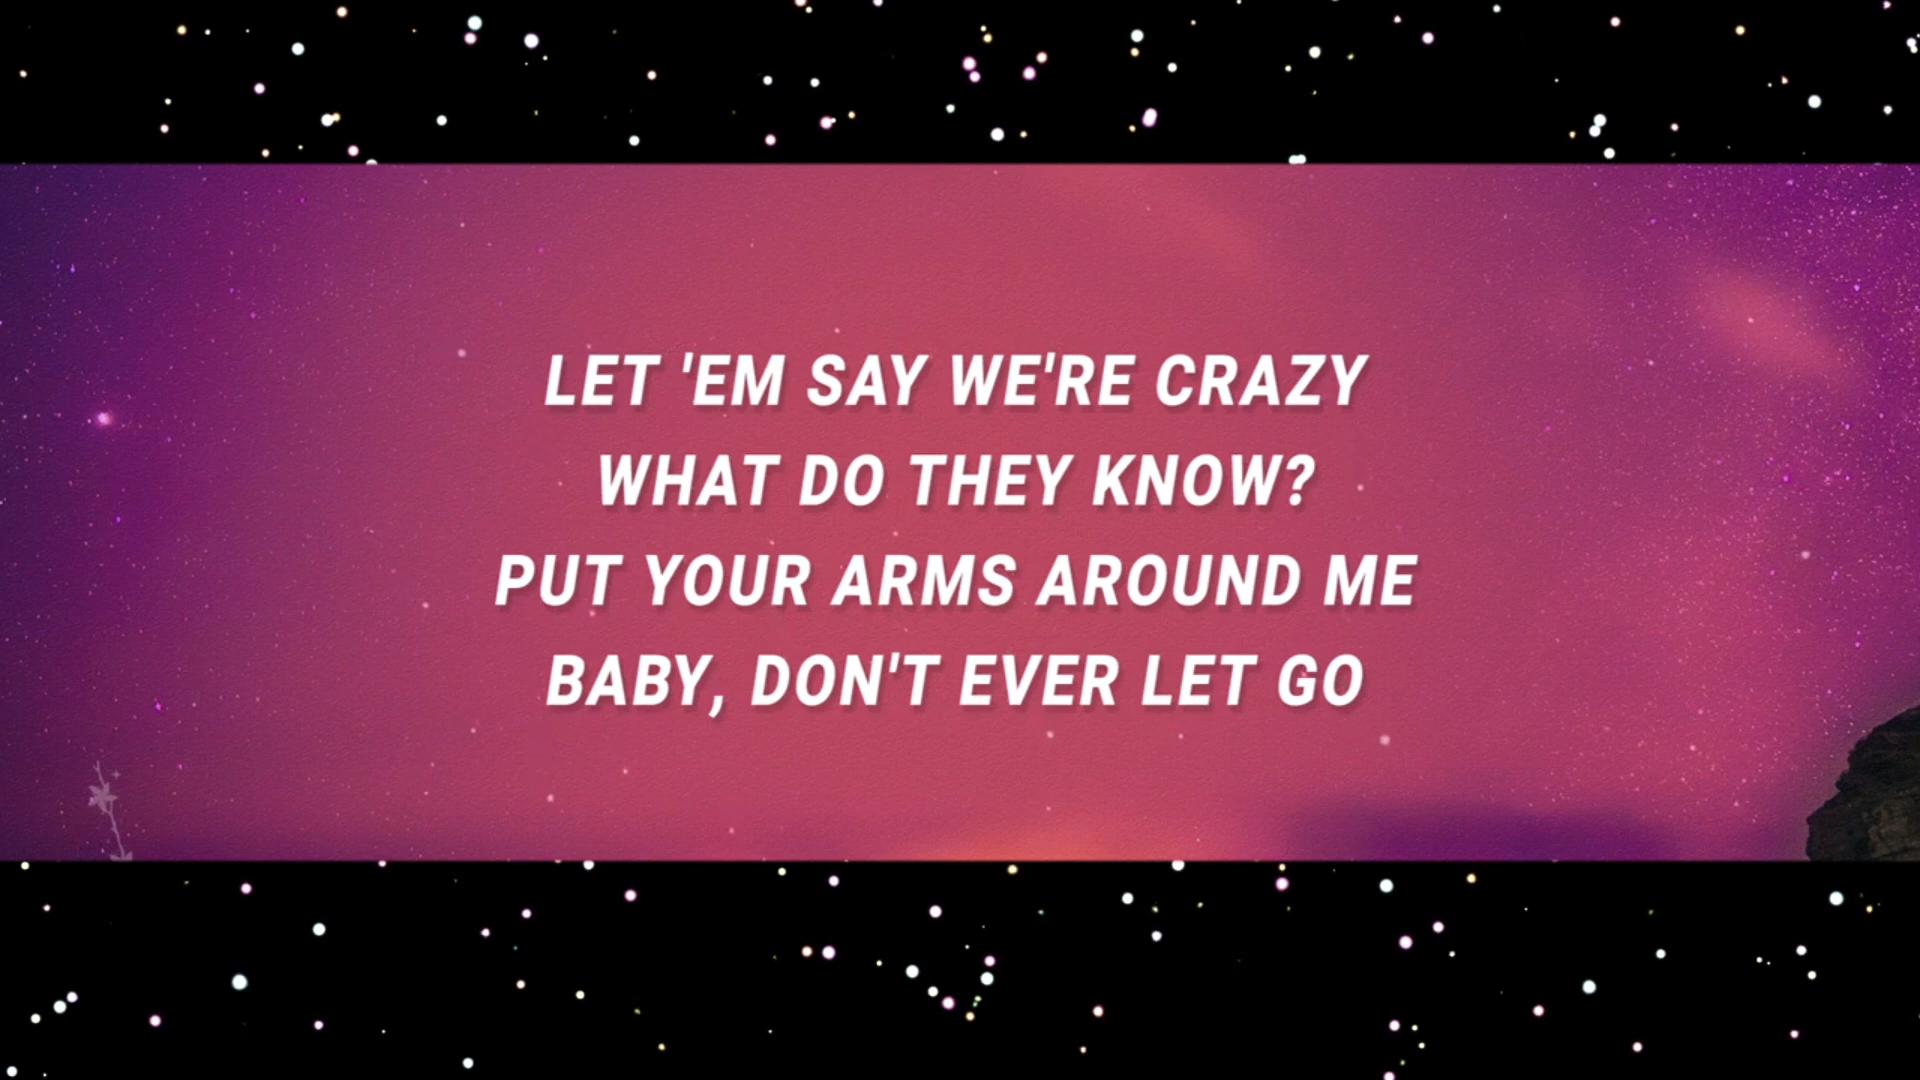 LET 'EM SAY WE'RE CRAZY
WHAT DO THEY KNOW?
PUT YOUR ARMS AROUND ME
BABY, DON'T EVER LET GO